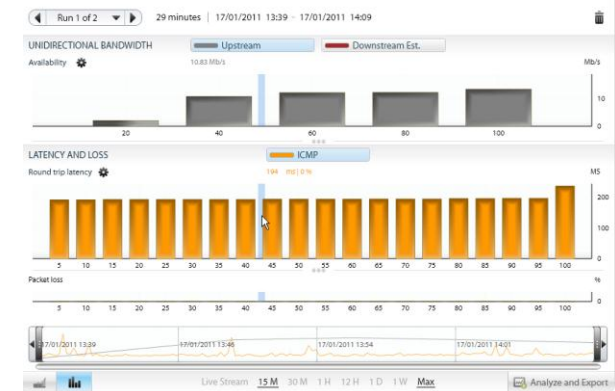 Run 1 of 2 29 minutes | 17/01/2011 13:39 - 17/01/2011 14:09
UNIDIRECTIONAL BANDWIDTH Upstream Downstream Est.
Availability 10.83 Mb/s Mb/s
10
0
20 40 60 80 100
LATENCY AND LOSS ICMP
Round trip latency 194 ms| 0 % MS
200
100
0
5 10 15 20 25 30 35 40 45 50 55 60 65 70 75 80 85 90 95 100
Packet loss %
0
5 10 15 20 25 30 35 40 45 50 55 60 65 70 75 80 85 90 95 100
17/01/2011 13:39 17/01/2011 13:46 17/01/2011 13:54 17/01/2011 14:01
Live Stream 15 M 30 M 1 H 12 H 1 D 1 W Max Analyze and Export